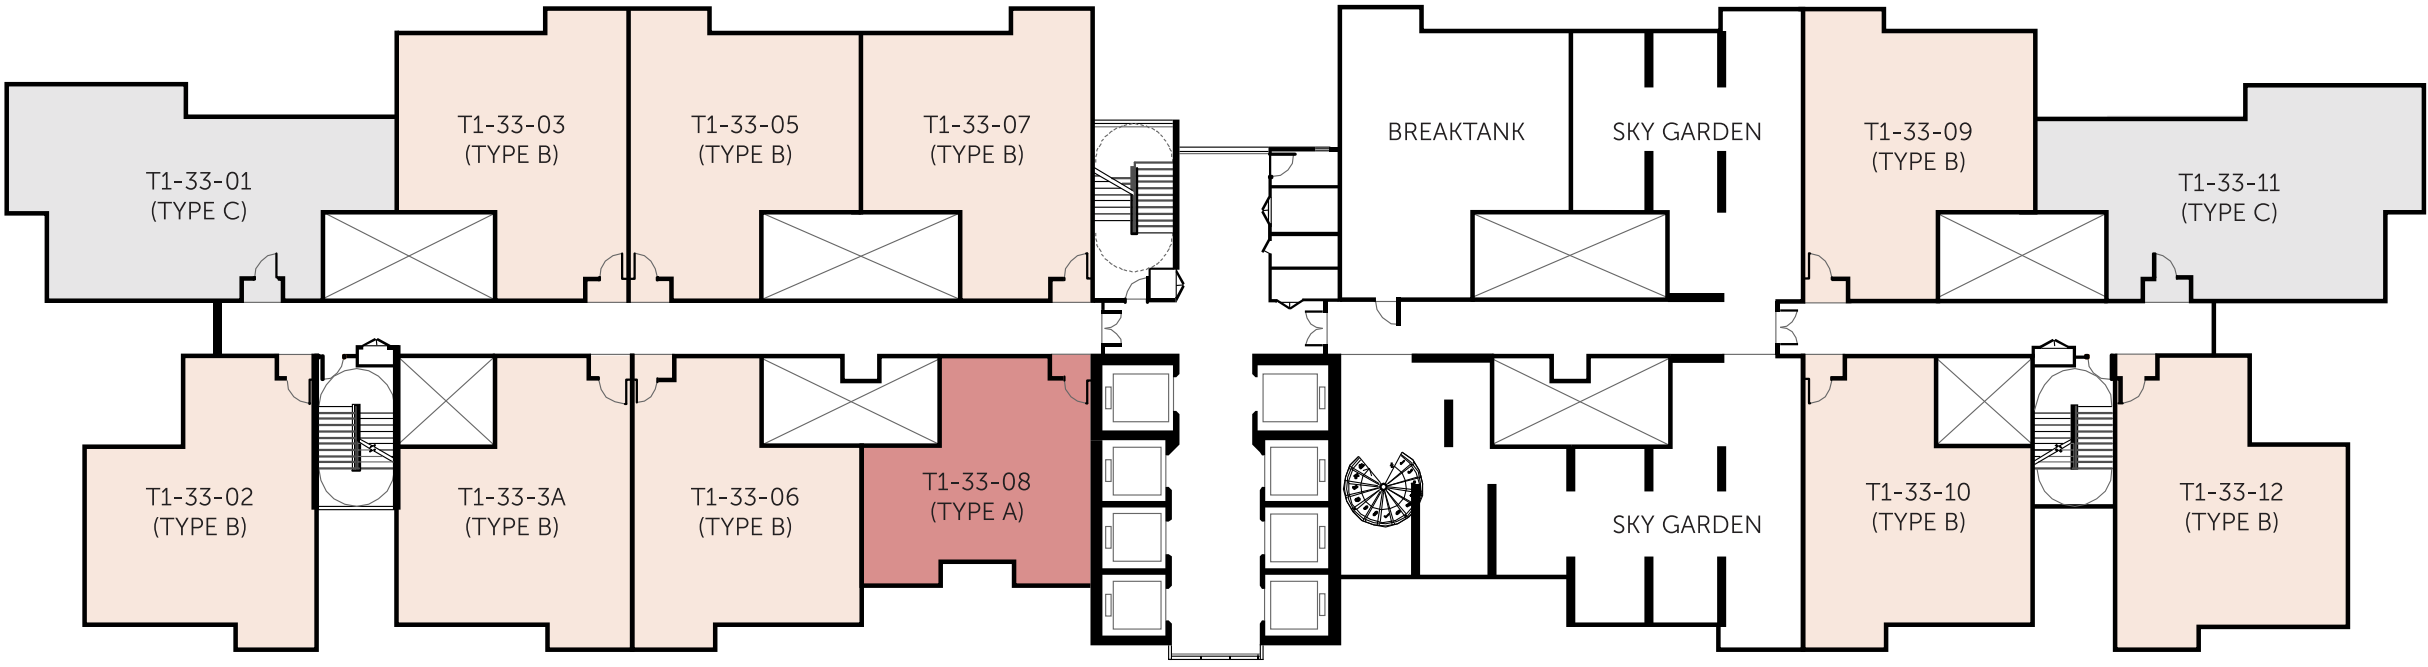 T1-33-01
(TYPE C)
T1-33-03
(TYPE B)
T1-33-05
(TYPE B)
T1-33-07
(TYPE B)
BREAKTANK
SKY GARDEN
T1-33-09
(TYPE B)
T1-33-11
(TYPE C)
T1-33-02
(TYPE B)
T1-33-3A
(TYPE B)
T1-33-06
(TYPE B)
T1-33-08
(TYPE A)
SKY GARDEN
T1-33-10
(TYPE B)
T1-33-12
(TYPE B)